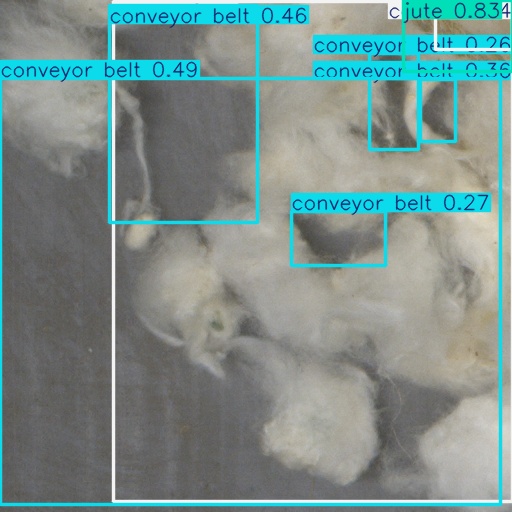 conveyor belt 0.46
jute 0.83
conveyor belt 0.26
conveyor belt 0.49
conveyor belt 0.36
conveyor belt 0.27